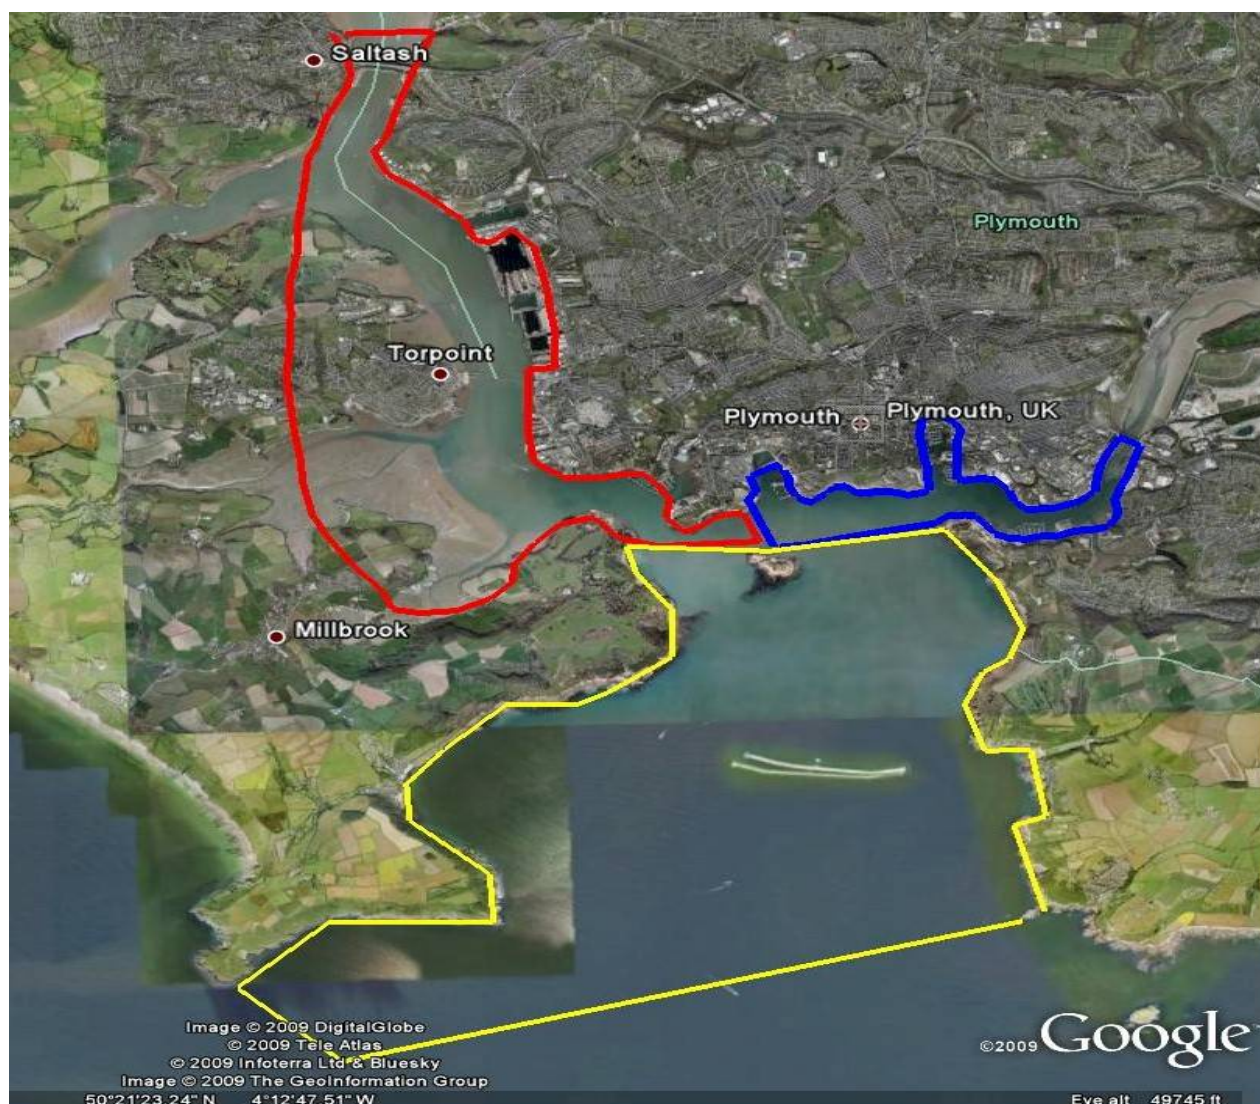 Saltash
Plymouth
Torpoint
Plymouth
Plymouth, UK
Millbrook
Image © 2009 DigitalGlobe
© 2009 Tele Atlas
© 2009 Infoterra Ltd & Bluesky
Image © 2009 The GeoInformation Group
©2009 Google
50°21'23.24" N 4°12'47.51" W
Eye alt 49745 ft